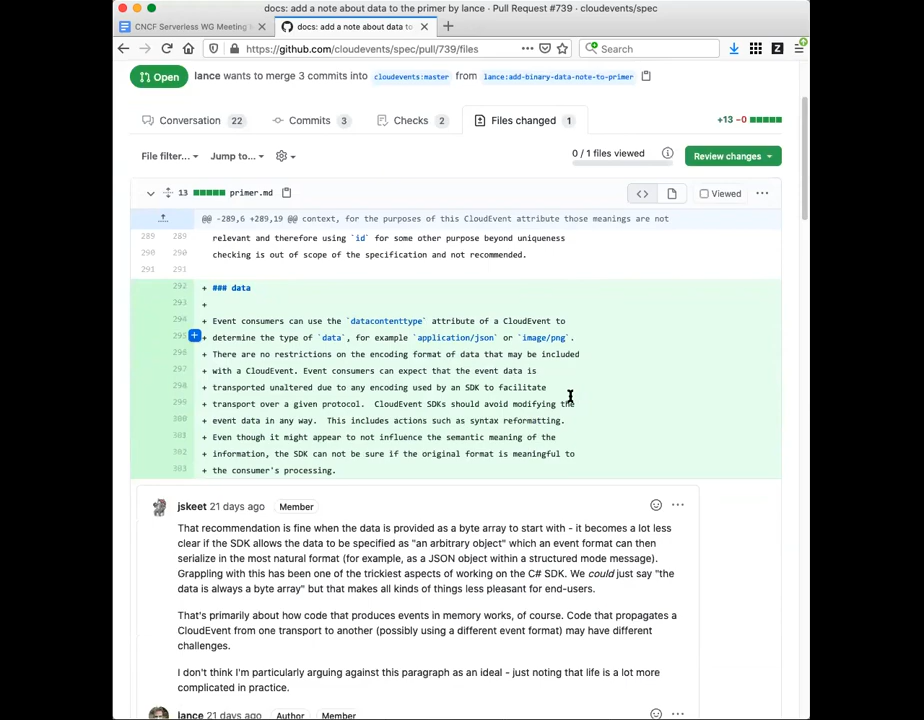 docs: add a note about data to the primer by lance · Pull Request #739 · cloudevents/spec
CNCF Serverless WG Meeting
docs: add a note about data to
https://github.com/cloudevents/spec/pull/739/files
Search
Open
lance wants to merge 3 commits into cloudevents:master from lance:add-binary-data-note-to-primer
Conversation 22
Commits 3
Checks 2
Files changed 1
+13 −0
File filter...
Jump to...
0 / 1 files viewed
Review changes
13
primer.md
Viewed
@@ -289,6 +289,19 @@ context, for the purposes of this CloudEvent attribute those meanings are not
289 289 relevant and therefore using `id` for some other purpose beyond uniqueness
290 290 checking is out of scope of the specification and not recommended.
291 291
292 + ### data
293 +
294 + Event consumers can use the `datacontenttype` attribute of a CloudEvent to
295 + determine the type of `data`, for example `application/json` or `image/png`.
296 + There are no restrictions on the encoding format of data that may be included
297 + with a CloudEvent. Event consumers can expect that the event data is
298 + transported unaltered due to any encoding used by an SDK to facilitate
299 + transport over a given protocol.  CloudEvent SDKs should avoid modifying the
300 + event data in any way.  This includes actions such as syntax reformatting.
301 + Even though it might appear to not influence the semantic meaning of the
302 + information, the SDK can not be sure if the original format is meaningful to
303 + the consumer's processing.
jskeet 21 days ago Member
That recommendation is fine when the data is provided as a byte array to start with - it becomes a lot less
clear if the SDK allows the data to be specified as "an arbitrary object" which an event format can then
serialize in the most natural format (for example, as a JSON object within a structured mode message).
Grappling with this has been one of the trickiest aspects of working on the C# SDK. We could just say "the
data is always a byte array" but that makes all kinds of things less pleasant for end-users.
That's primarily about how code that produces events in memory works, of course. Code that propagates a
CloudEvent from one transport to another (possibly using a different event format) may have different
challenges.
I don't think I'm particularly arguing against this paragraph as an ideal - just noting that life is a lot more
complicated in practice.
lance 21 days ago Author Member